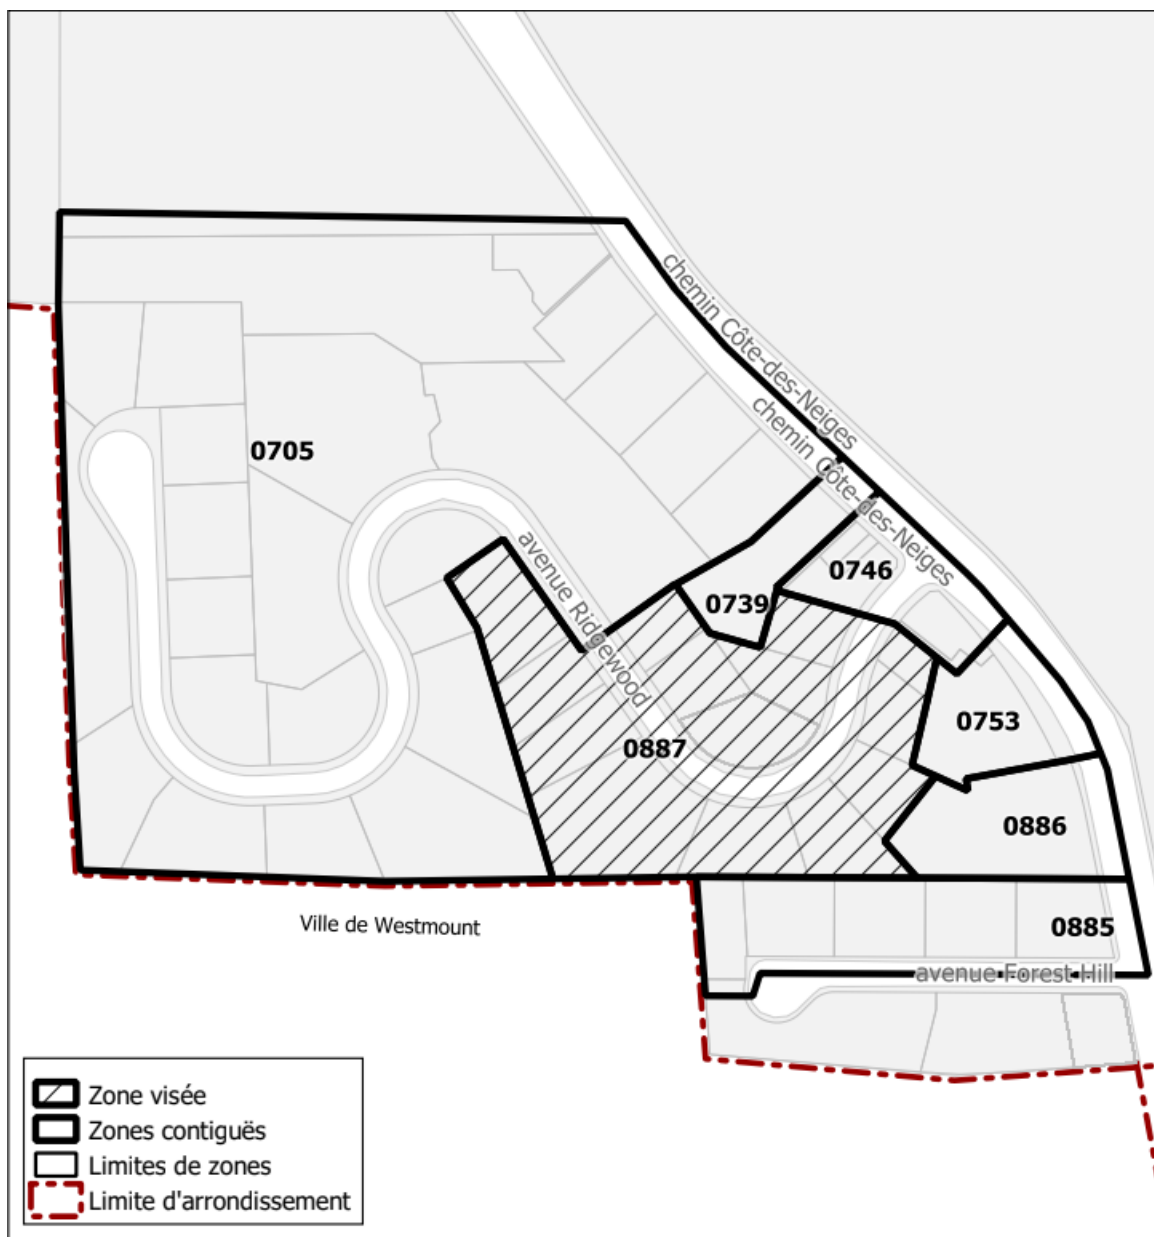 chemin Côte-des-Neiges
chemin Côte-des-Neiges
0705
avenue Ridgewood
0746
0739
0753
0887
0886
0885
Ville de Westmount
avenue Forest Hill
Zone visée
Zones contiguës
Limites de zones
Limite d'arrondissement